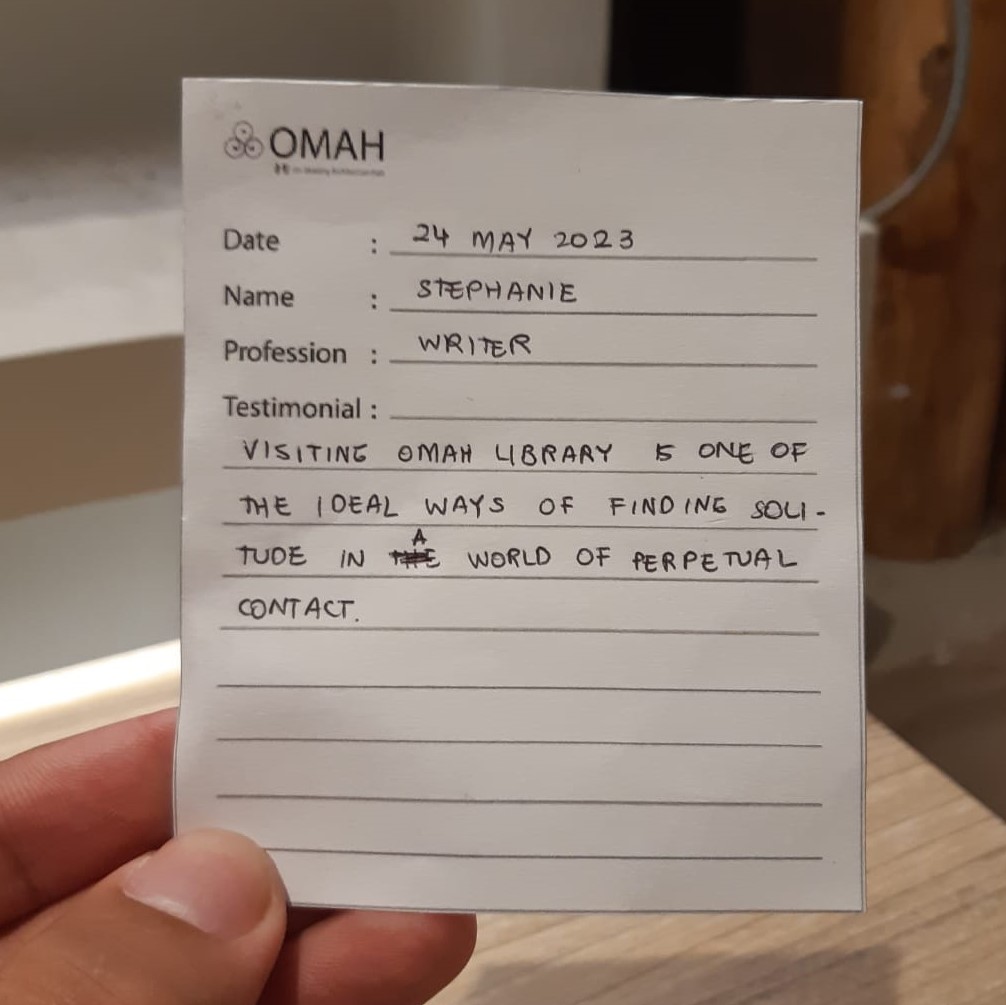 OMAH
Date : 24 MAY 2023
Name : STEPHANIE
Profession : WRITER
Testimonial :
VISITING OMAH LIBRARY IS ONE OF
THE IDEAL WAYS OF FINDING SOLI-
TUDE IN A WORLD OF PERPETUAL
CONTACT.